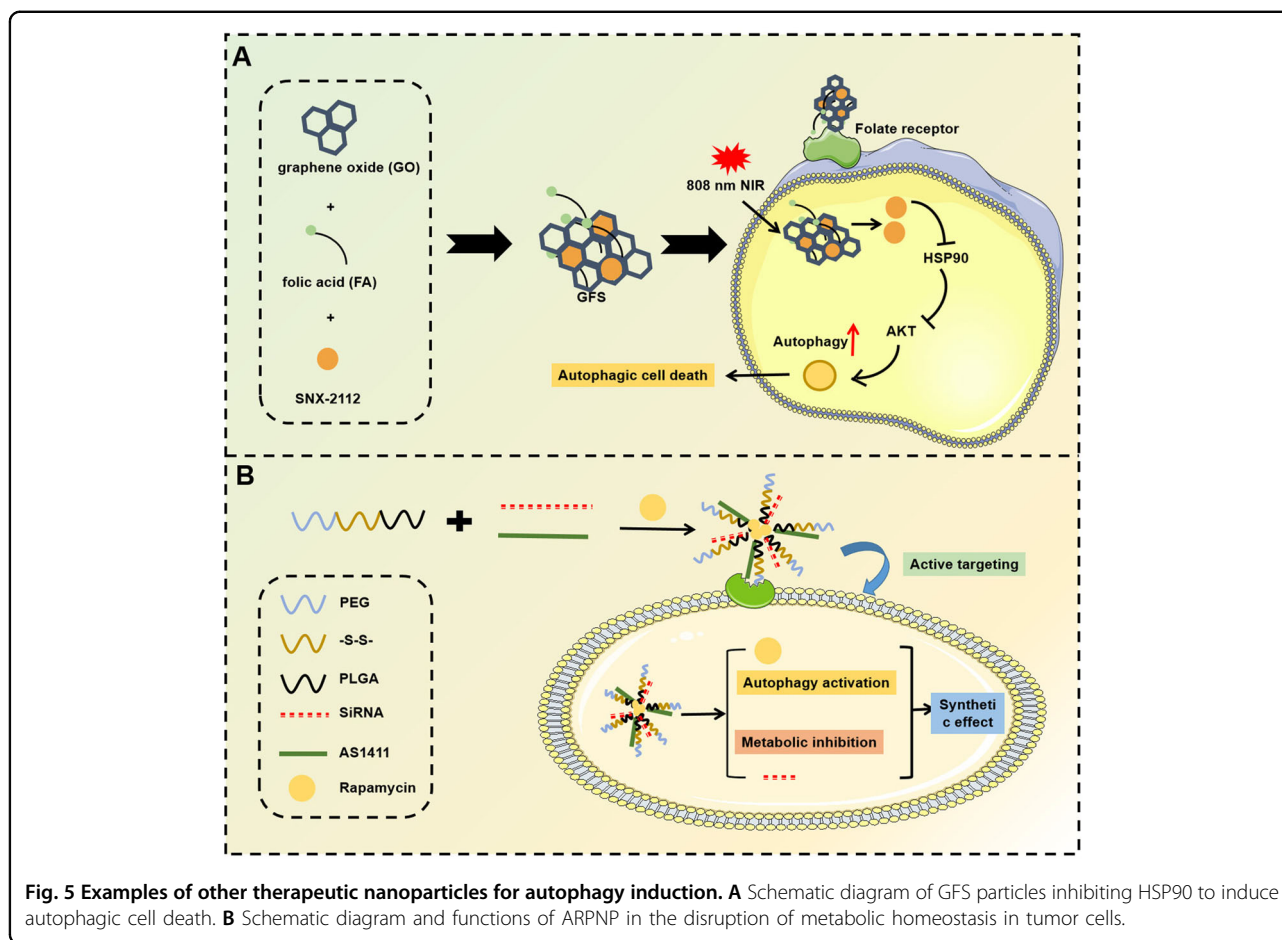 A
graphene oxide (GO)
+
folic acid (FA)
+
SNX-2112
GFS
Folate receptor
808 nm NIR
HSP90
AKT
Autophagy
Autophagic cell death
B
+
Active targeting
PEG
-S-S-
PLGA
SiRNA
AS1411
Rapamycin
Autophagy activation
Metabolic inhibition
Syntheti
c effect
Fig. 5 Examples of other therapeutic nanoparticles for autophagy induction. A Schematic diagram of GFS particles inhibiting HSP90 to induce
autophagic cell death. B Schematic diagram and functions of ARPNP in the disruption of metabolic homeostasis in tumor cells.